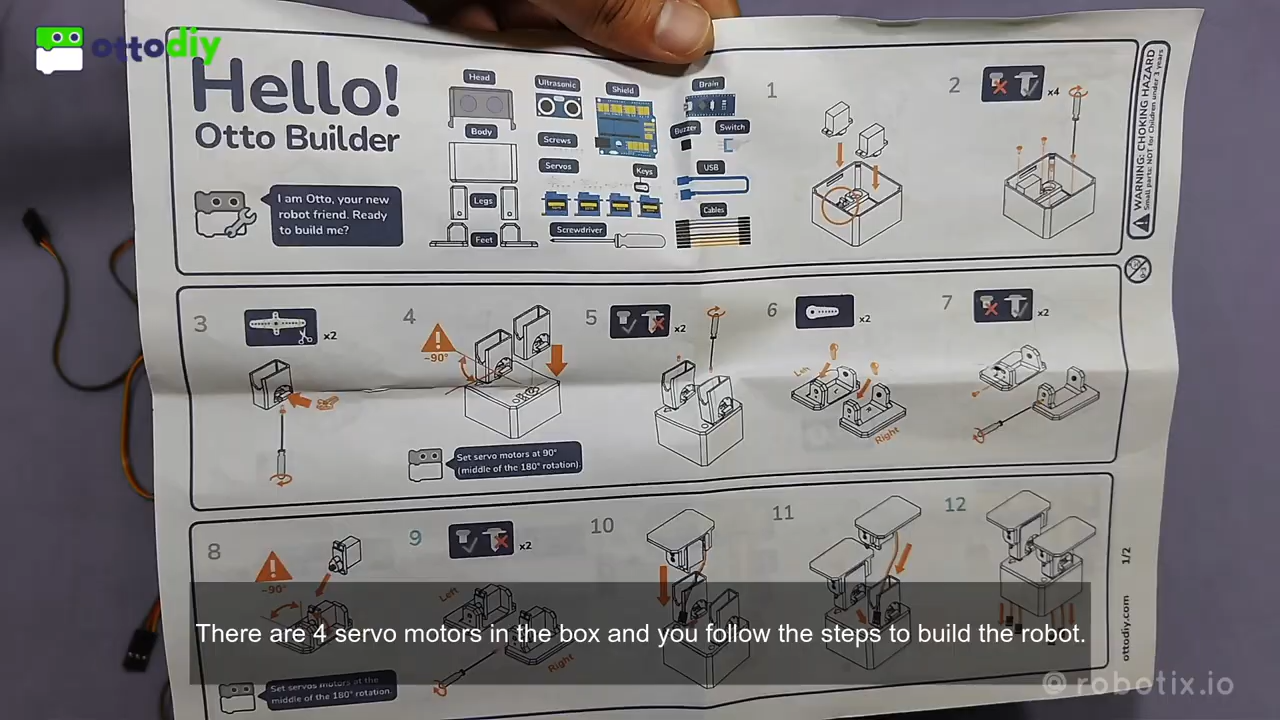 ottodiy
Hello!
Otto Builder
I am Otto, your new
robot friend. Ready
to build me?
Head
Body
Legs
Feet
Ultrasonic
Screws
Servos
Screwdriver
Shield
Keys
Brain
Buzzer
Switch
USB
Cables
1
2
x4
WARNING: CHOKING HAZARD
Small parts: NOT for Children under 3 years
3
x2
4
~90°
Set servo motors at 90°
(middle of the 180° rotation).
5
x2
6
x2
Left
Right
7
x2
8
~90°
Set servos motors at the
middle of the 180° rotation.
9
x2
Left
Right
10
11
12
ottodiy.com
1/2
There are 4 servo motors in the box and you follow the steps to build the robot.
@ robotix.io